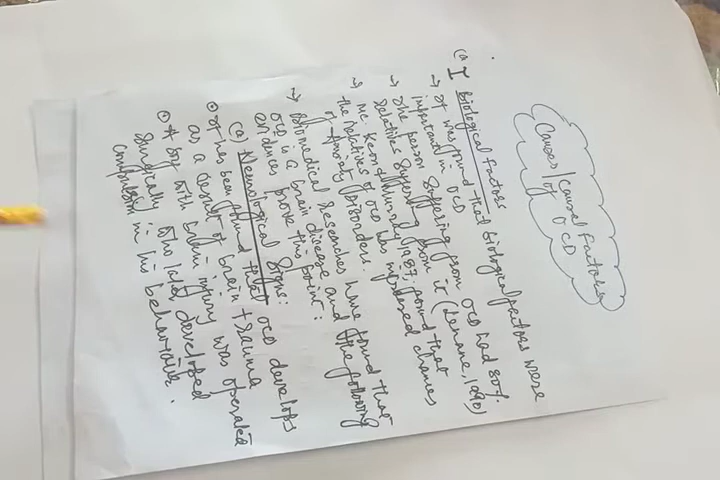 Causes / Causal factors
of OCD
(a) I Biological factors
→ It was found that biological factors were
important in OCD
→ The person suffering from OCD had 80%
relatives suffering from it (Lenane, 1990)
→ Mc Keon & Murray, 1987, found that
the relatives of OCD was increased chances
of Anxiety disorders.
→ Biomedical researches have found that
OCD is a brain disease and the following
evidences prove this point:
(a) Neurological Signs:
⊙ It has been found that OCD develops
as a result of brain trauma
⊙ A boy with brain injury was operated
surgically who later developed
compulsion in his behaviour.